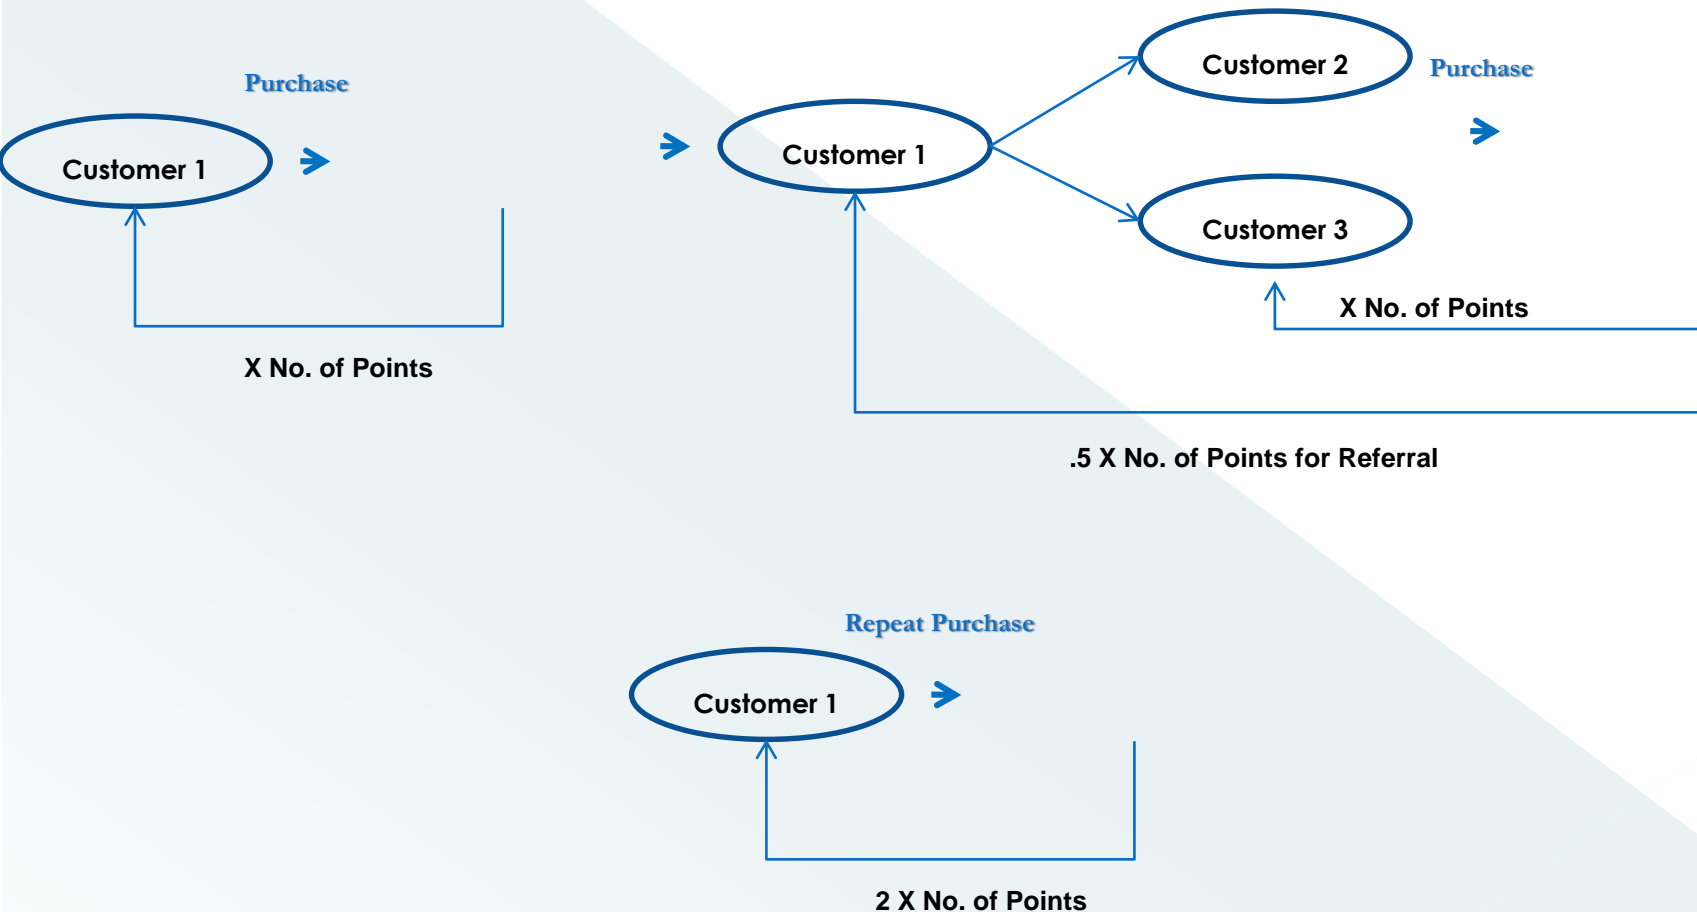 Purchase
Customer 1
X No. of Points
Customer 1
Customer 2
Purchase
Customer 3
X No. of Points
.5 X No. of Points for Referral
Repeat Purchase
Customer 1
2 X No. of Points